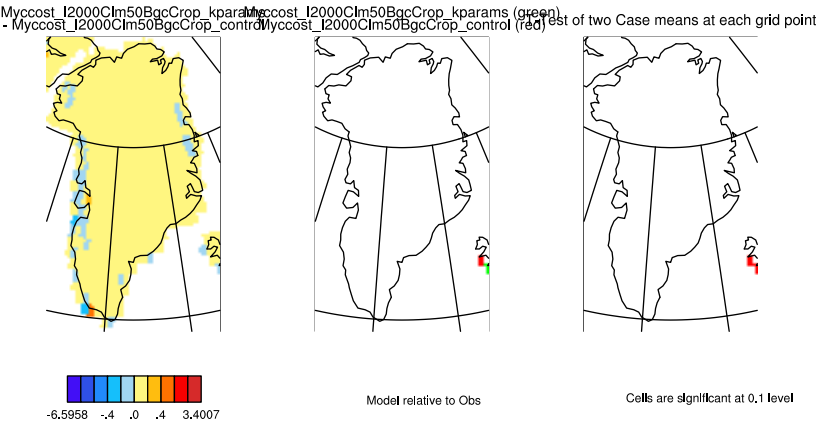 Myccost_I2000Clm50BgcCrop_kparams
- Myccost_I2000Clm50BgcCrop_control
Myccost_I2000Clm50BgcCrop_kparams (green)
Myccost_I2000Clm50BgcCrop_control (red)
T-Test of two Case means at each grid point
-6.5958 -.4 .0 .4 3.4007
Model relative to Obs
Cells are significant at 0.1 level